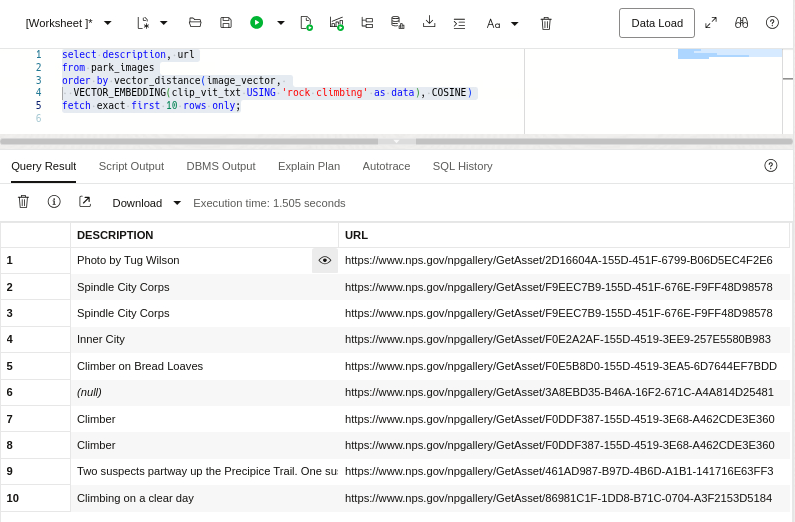 [Worksheet ]*
Aa
Data Load
1 select description, url
2 from park_images
3 order by vector_distance(image_vector,
4 VECTOR_EMBEDDING(clip_vit_txt USING 'rock climbing' as data), COSINE)
5 fetch exact first 10 rows only;
6
Query Result Script Output DBMS Output Explain Plan Autotrace SQL History
Download Execution time: 1.505 seconds
DESCRIPTION URL
1 Photo by Tug Wilson https://www.nps.gov/npgallery/GetAsset/2D16604A-155D-451F-6799-B06D5EC4F2E6
2 Spindle City Corps https://www.nps.gov/npgallery/GetAsset/F9EEC7B9-155D-451F-676E-F9FF48D98578
3 Spindle City Corps https://www.nps.gov/npgallery/GetAsset/F9EEC7B9-155D-451F-676E-F9FF48D98578
4 Inner City https://www.nps.gov/npgallery/GetAsset/F0E2A2AF-155D-4519-3EE9-257E5580B983
5 Climber on Bread Loaves https://www.nps.gov/npgallery/GetAsset/F0E5B8D0-155D-4519-3EA5-6D7644EF7BDD
6 (null) https://www.nps.gov/npgallery/GetAsset/3A8EBD35-B46A-16F2-671C-A4A814D25481
7 Climber https://www.nps.gov/npgallery/GetAsset/F0DDF387-155D-4519-3E68-A462CDE3E360
8 Climber https://www.nps.gov/npgallery/GetAsset/F0DDF387-155D-4519-3E68-A462CDE3E360
9 Two suspects partway up the Precipice Trail. One su https://www.nps.gov/npgallery/GetAsset/461AD987-B97D-4B6D-A1B1-141716E63FF3
10 Climbing on a clear day https://www.nps.gov/npgallery/GetAsset/86981C1F-1DD8-B71C-0704-A3F2153D5184